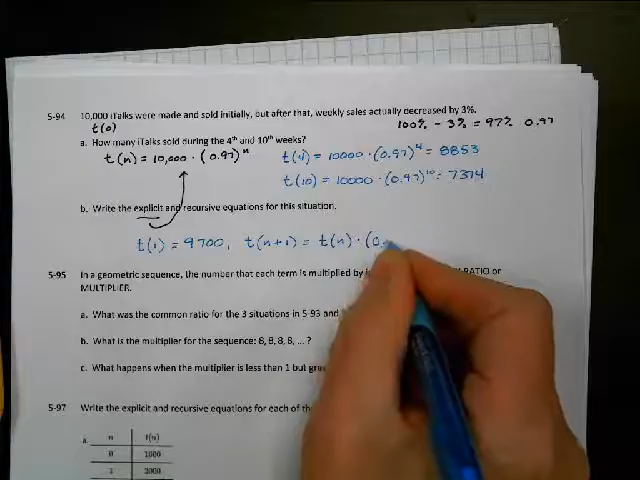 5-94 10,000 iTalks were made and sold initially, but after that, weekly sales actually decreased by 3%.
t(0) 100% - 3% = 97% 0.97
a. How many iTalks sold during the 4th and 10th weeks?
t(n) = 10,000 · (0.97)^n t(4) = 10000 · (0.97)^4 = 8853
t(10) = 10000 · (0.97)^10 = 7374
b. Write the explicit and recursive equations for this situation.
t(1) = 9700, t(n+1) = t(n) · (0.
5-95 In a geometric sequence, the number that each term is multiplied by is RATIO or
MULTIPLIER.
a. What was the common ratio for the 3 situations in 5-93 and
b. What is the multiplier for the sequence: 8, 8, 8, 8, ... ?
c. What happens when the multiplier is less than 1 but
5-97 Write the explicit and recursive equations for each of
a. n t(n)
0 1000
1 2000